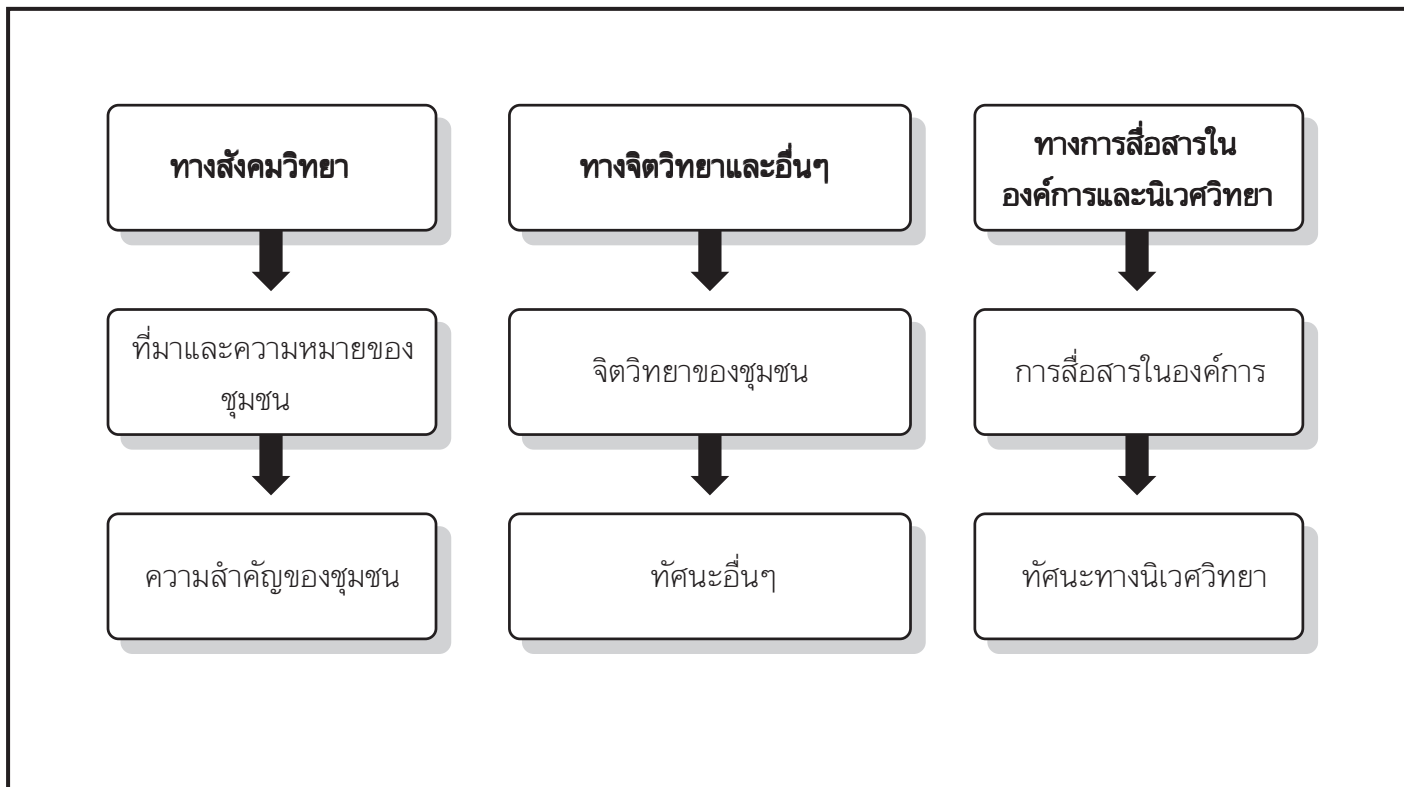 ทางสังคมวิทยา
ที่มาและความหมายของ
ชุมชน
ความสำคัญของชุมชน
ทางจิตวิทยาและอื่นๆ
จิตวิทยาของชุมชน
ทัศนะอื่นๆ
ทางการสื่อสารใน
องค์การและนิเวศวิทยา
การสื่อสารในองค์การ
ทัศนะทางนิเวศวิทยา